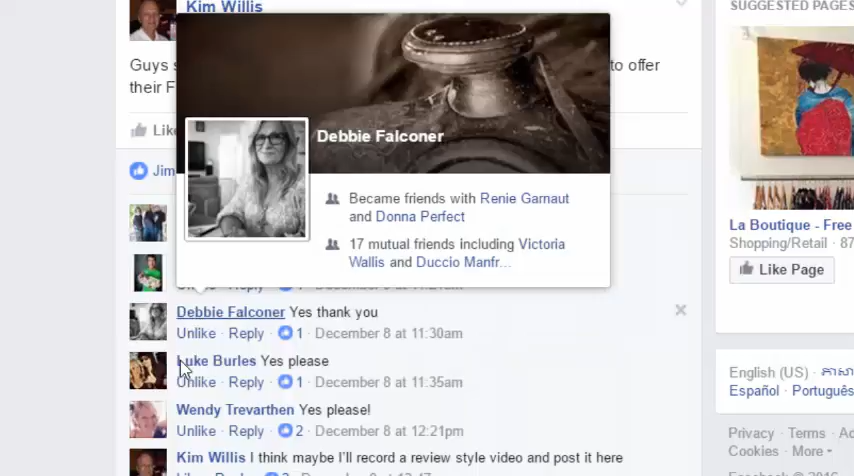 Kim Willis
SUGGESTED PAGES
Guys
to offer
their F
Debbie Falconer
Like
Jim
Became friends with Renie Garnaut
and Donna Perfect
17 mutual friends including Victoria
Wallis and Duccio Manfr...
La Boutique - Free
Shopping/Retail · 87
Like Page
Debbie Falconer Yes thank you
Unlike · Reply · 1 · December 8 at 11:30am
Luke Burles Yes please
Unlike · Reply · 1 · December 8 at 11:35am
Wendy Trevarthen Yes please!
Unlike · Reply · 2 · December 8 at 12:21pm
Kim Willis I think maybe I'll record a review style video and post it here
English (US) ·
Español · Português
Privacy · Terms · Ad
Cookies · More